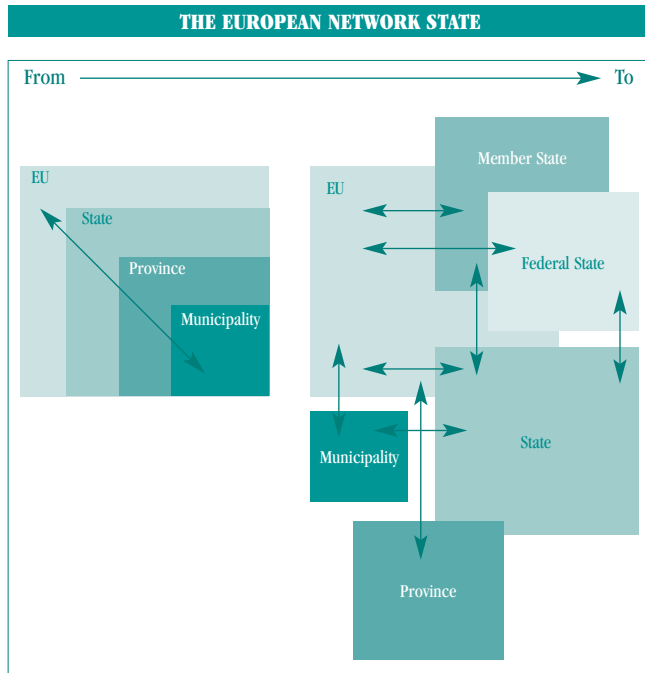 THE EUROPEAN NETWORK STATE
From
To
EU
State
Province
Municipality
Member State
EU
Federal State
State
Municipality
Province